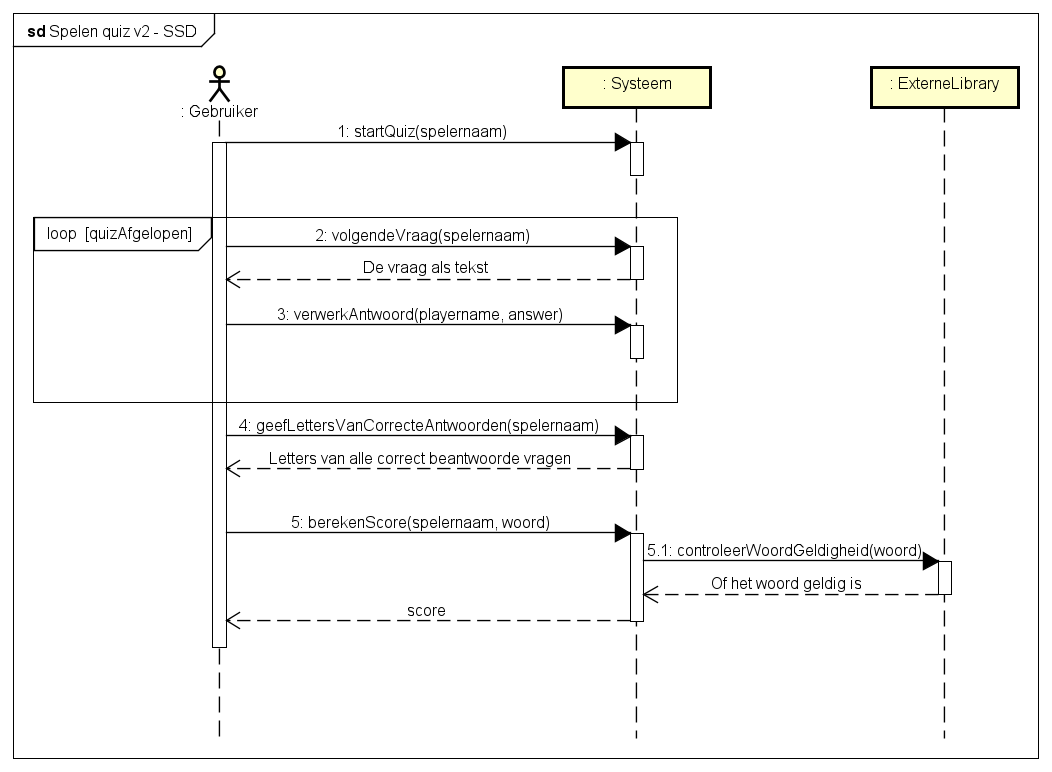 sd Spelen quiz v2 - SSD
: Gebruiker
: Systeem
: ExterneLibrary
1: startQuiz(spelernaam)
loop [quizAfgelopen]
2: volgendeVraag(spelernaam)
De vraag als tekst
3: verwerkAntwoord(playername, answer)
4: geefLettersVanCorrecteAntwoorden(spelernaam)
Letters van alle correct beantwoorde vragen
5: berekenScore(spelernaam, woord)
5.1: controleerWoordGeldigheid(woord)
Of het woord geldig is
score